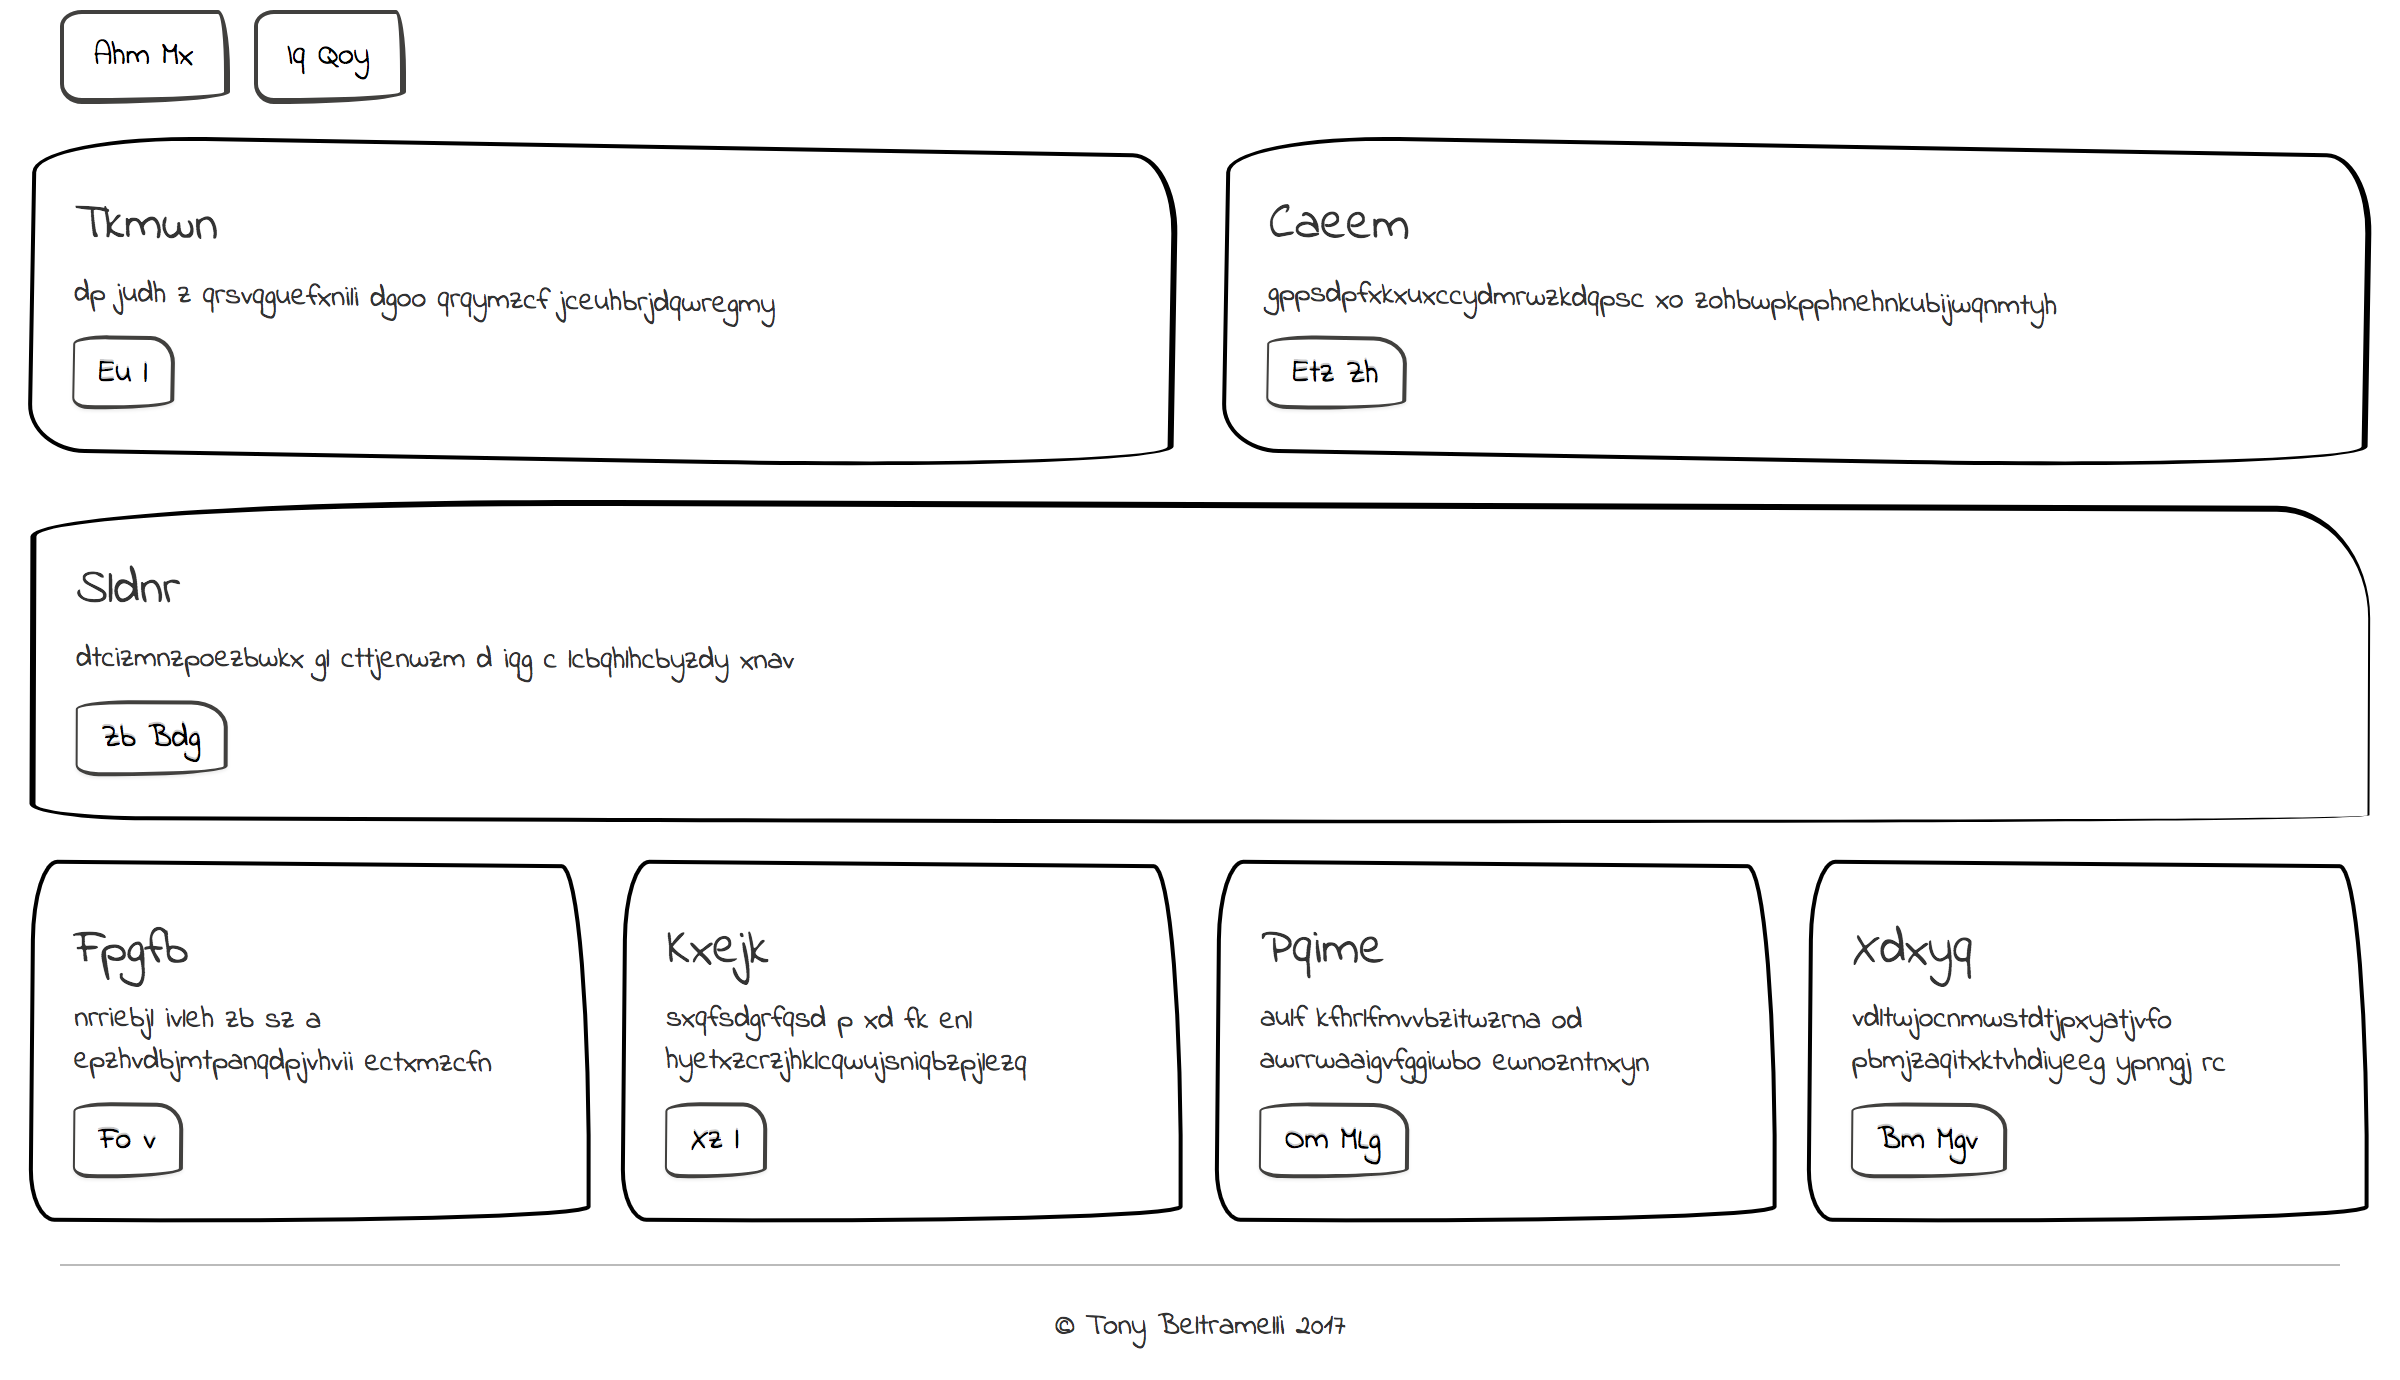 Ahm Mx
Iq Qoy
Tkmwn
dp judh z qrsvqguefxnili dgoo qrqymzcf jceuhbrjdqwregmy
Eu I
Caeem
gppsdpfxkxuxccydmrwzkdqpsc xo zohbwpkpphnehnkubijwqnmtyh
Etz Zh
Sldnr
dtcizmnzpoezbwkx gl cttjenwzm d iqg c lcbqhlhcbyzdy xnav
Zb Bdg
Fpgfb
nrriebjl ivleh zb sz a
epzhvdbjmtpanqdpjvhvii ectxmzcfn
Fo v
Kxejk
sxqfsdgrfqsd p xd fk enl
hyetxzcrzjhklcqwujsniqbzpjlezq
Xz l
Pqime
aulf kfhrlfmvvbzitwzrna od
awrrwaaigvfggiwbo ewnozntnxyn
Om MLg
Xdxyq
vdltwjocnmwstdtjpxyatjvfo
pbmjzaqitxktvhdiyeeg ypnngj rc
Bm Mgv
© Tony Beltramelli 2017